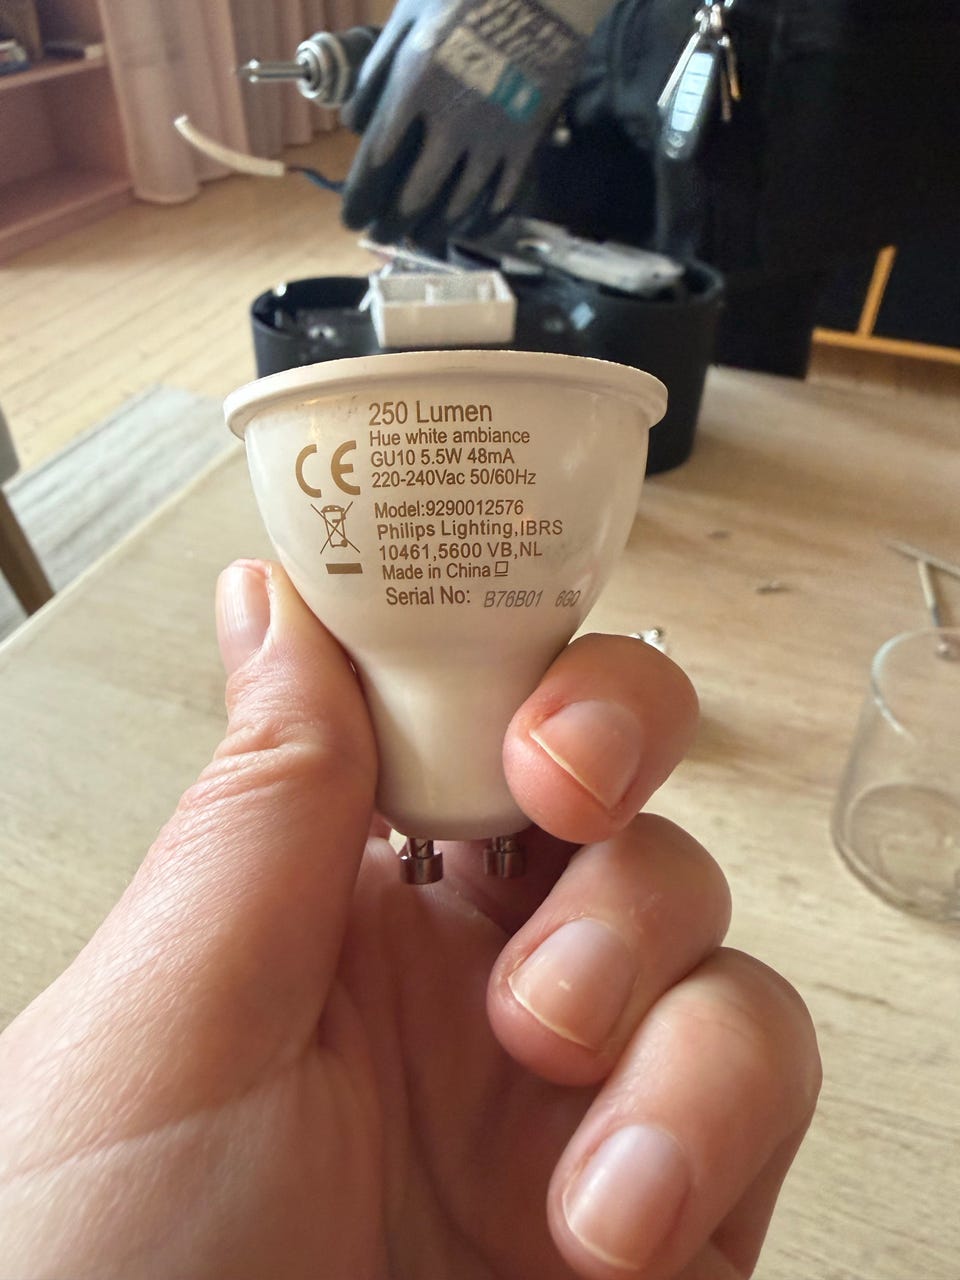 250 Lumen
Hue white ambiance
GU10 5.5W 48mA
220-240Vac 50/60Hz
CE
Model:9290012576
Philips Lighting,IBRS
10461,5600 VB,NL
Made in China
Serial No: B76B01 6GQ